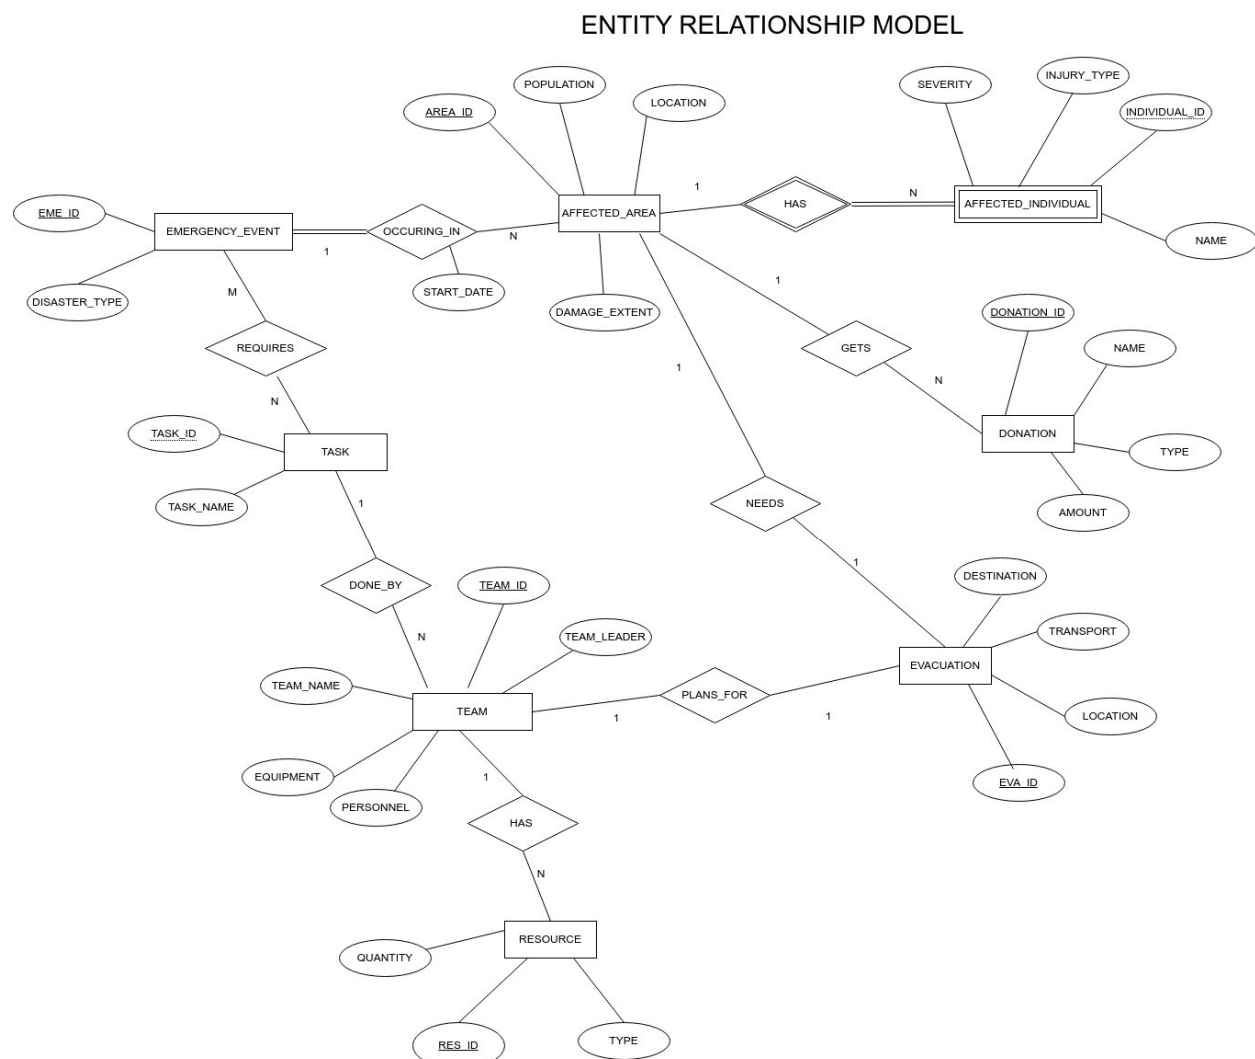 ENTITY RELATIONSHIP MODEL
POPULATION
LOCATION
AREA_ID
SEVERITY
INJURY_TYPE
INDIVIDUAL_ID
EME_ID
EMERGENCY_EVENT
1
OCCURING_IN
N
AFFECTED_AREA
1
HAS
N
AFFECTED_INDIVIDUAL
NAME
DISASTER_TYPE
M
START_DATE
DAMAGE_EXTENT
1
DONATION_ID
NAME
REQUIRES
GETS
1
N
N
TASK_ID
TASK
DONATION
TYPE
TASK_NAME
1
NEEDS
AMOUNT
DONE_BY
TEAM_ID
1
DESTINATION
N
TEAM_LEADER
TRANSPORT
EVACUATION
TEAM_NAME
TEAM
1
PLANS_FOR
1
LOCATION
EQUIPMENT
PERSONNEL
1
EVA_ID
HAS
N
QUANTITY
RESOURCE
RES_ID
TYPE